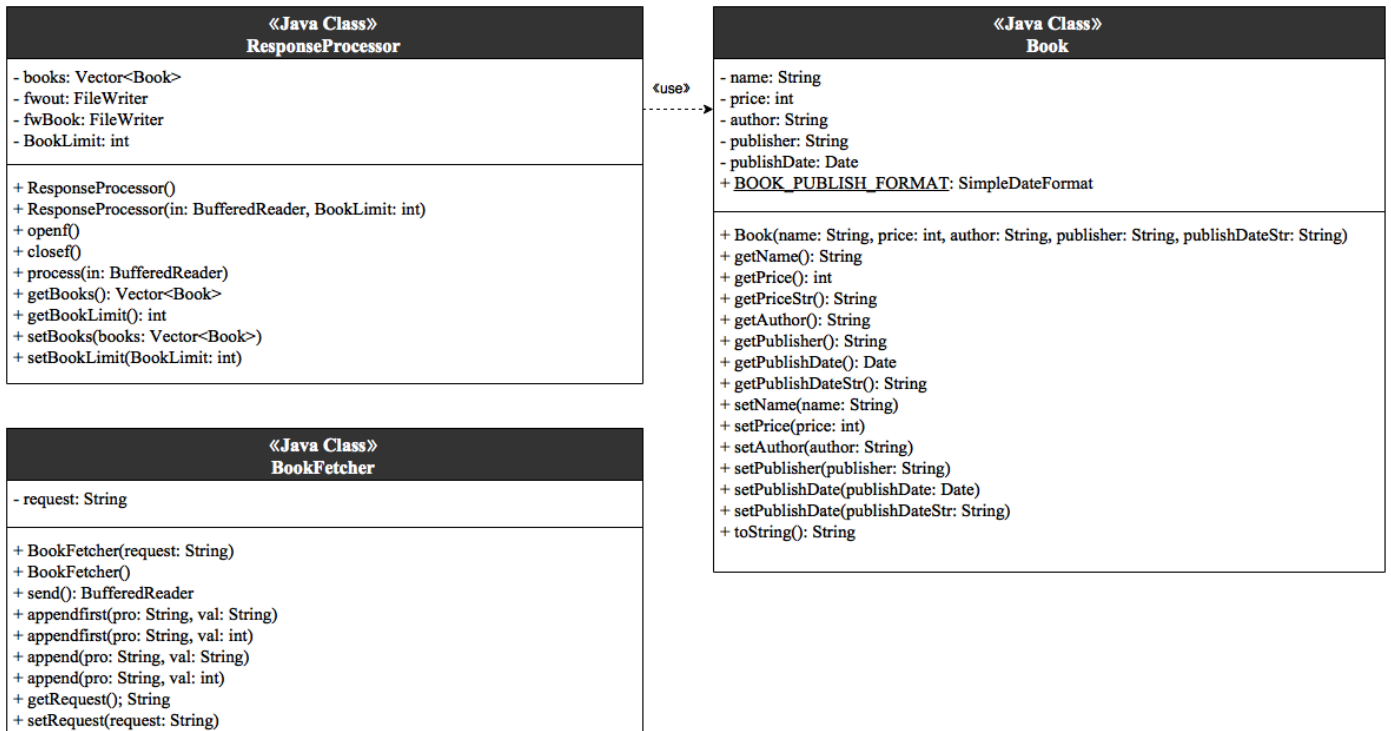 《Java Class》
ResponseProcessor
- books: Vector<Book>
- fwout: FileWriter
- fwBook: FileWriter
- BookLimit: int
+ ResponseProcessor()
+ ResponseProcessor(in: BufferedReader, BookLimit: int)
+ openf()
+ closef()
+ process(in: BufferedReader)
+ getBooks(): Vector<Book>
+ getBookLimit(): int
+ setBooks(books: Vector<Book>)
+ setBookLimit(BookLimit: int)
《use》
《Java Class》
Book
- name: String
- price: int
- author: String
- publisher: String
- publishDate: Date
+ BOOK_PUBLISH_FORMAT: SimpleDateFormat
+ Book(name: String, price: int, author: String, publisher: String, publishDateStr: String)
+ getName(): String
+ getPrice(): int
+ getPriceStr(): String
+ getAuthor(): String
+ getPublisher(): String
+ getPublishDate(): Date
+ getPublishDateStr(): String
+ setName(name: String)
+ setPrice(price: int)
+ setAuthor(author: String)
+ setPublisher(publisher: String)
+ setPublishDate(publishDate: Date)
+ setPublishDate(publishDateStr: String)
+ toString(): String
《Java Class》
BookFetcher
- request: String
+ BookFetcher(request: String)
+ BookFetcher()
+ send(): BufferedReader
+ appendfirst(pro: String, val: String)
+ appendfirst(pro: String, val: int)
+ append(pro: String, val: String)
+ append(pro: String, val: int)
+ getRequest(); String
+ setRequest(request: String)